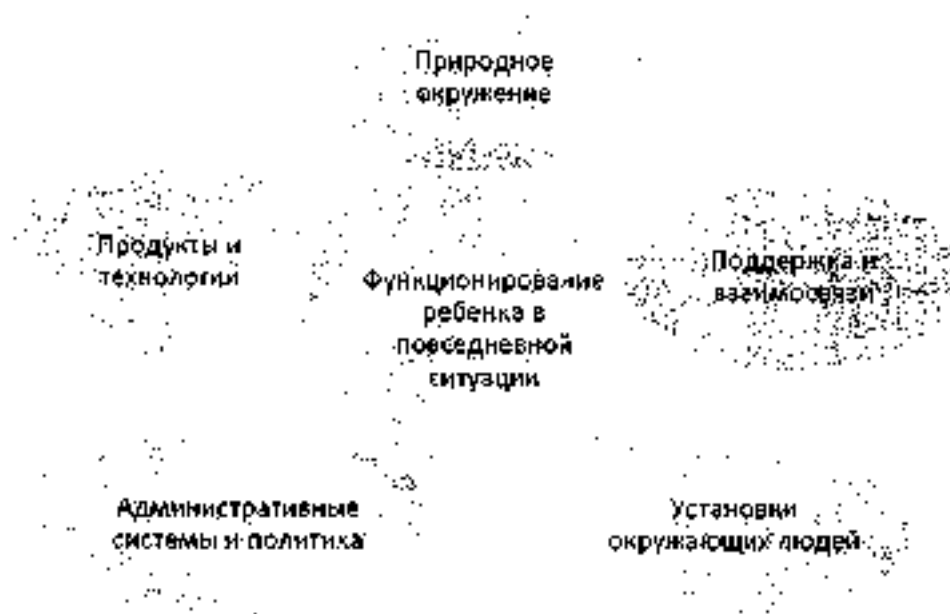 Природное
окружение
Продукты и
технологии
Функционирование
ребенка в
повседневной
ситуации
Поддержка и
взаимосвязи
Административные
системы и политика
Установки
окружающих людей